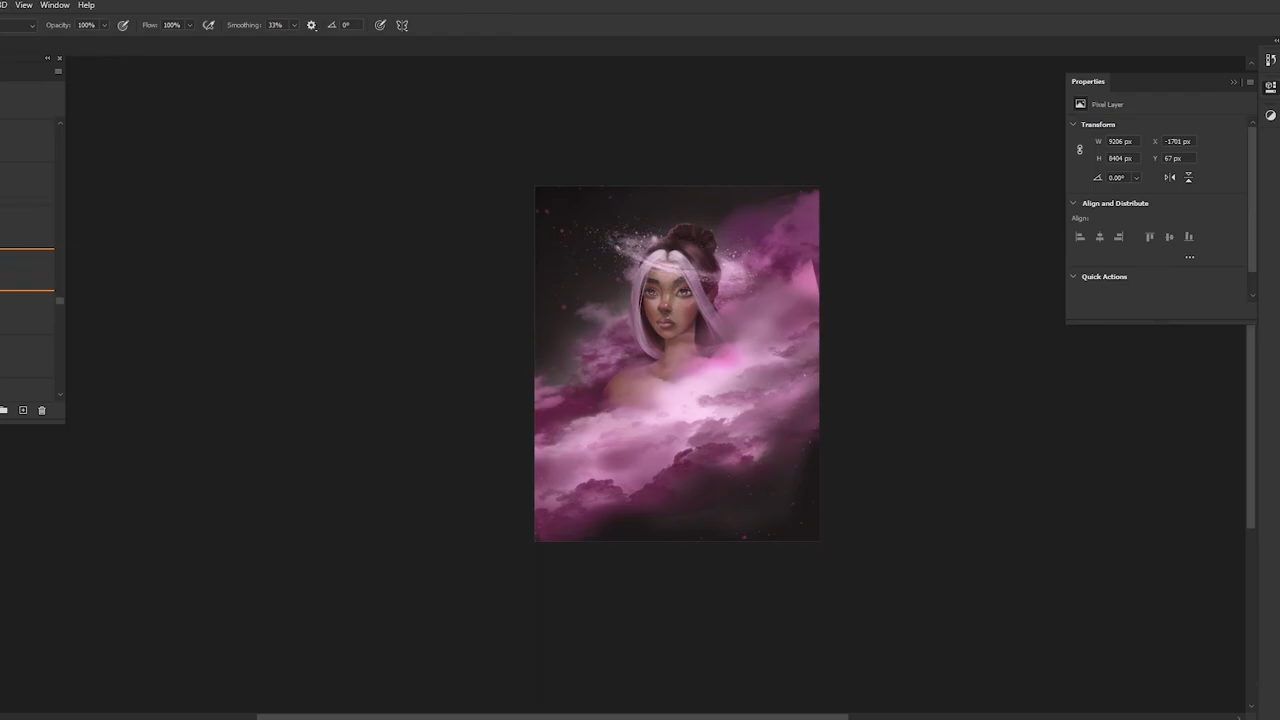 3D View Window Help
Opacity: 100% Flow: 100% Smoothing: 33% 0°
Properties
Pixel Layer
Transform
W 9206 px X -1701 px
H 8404 px Y 67 px
0.00°
Align and Distribute
Align:
Quick Actions